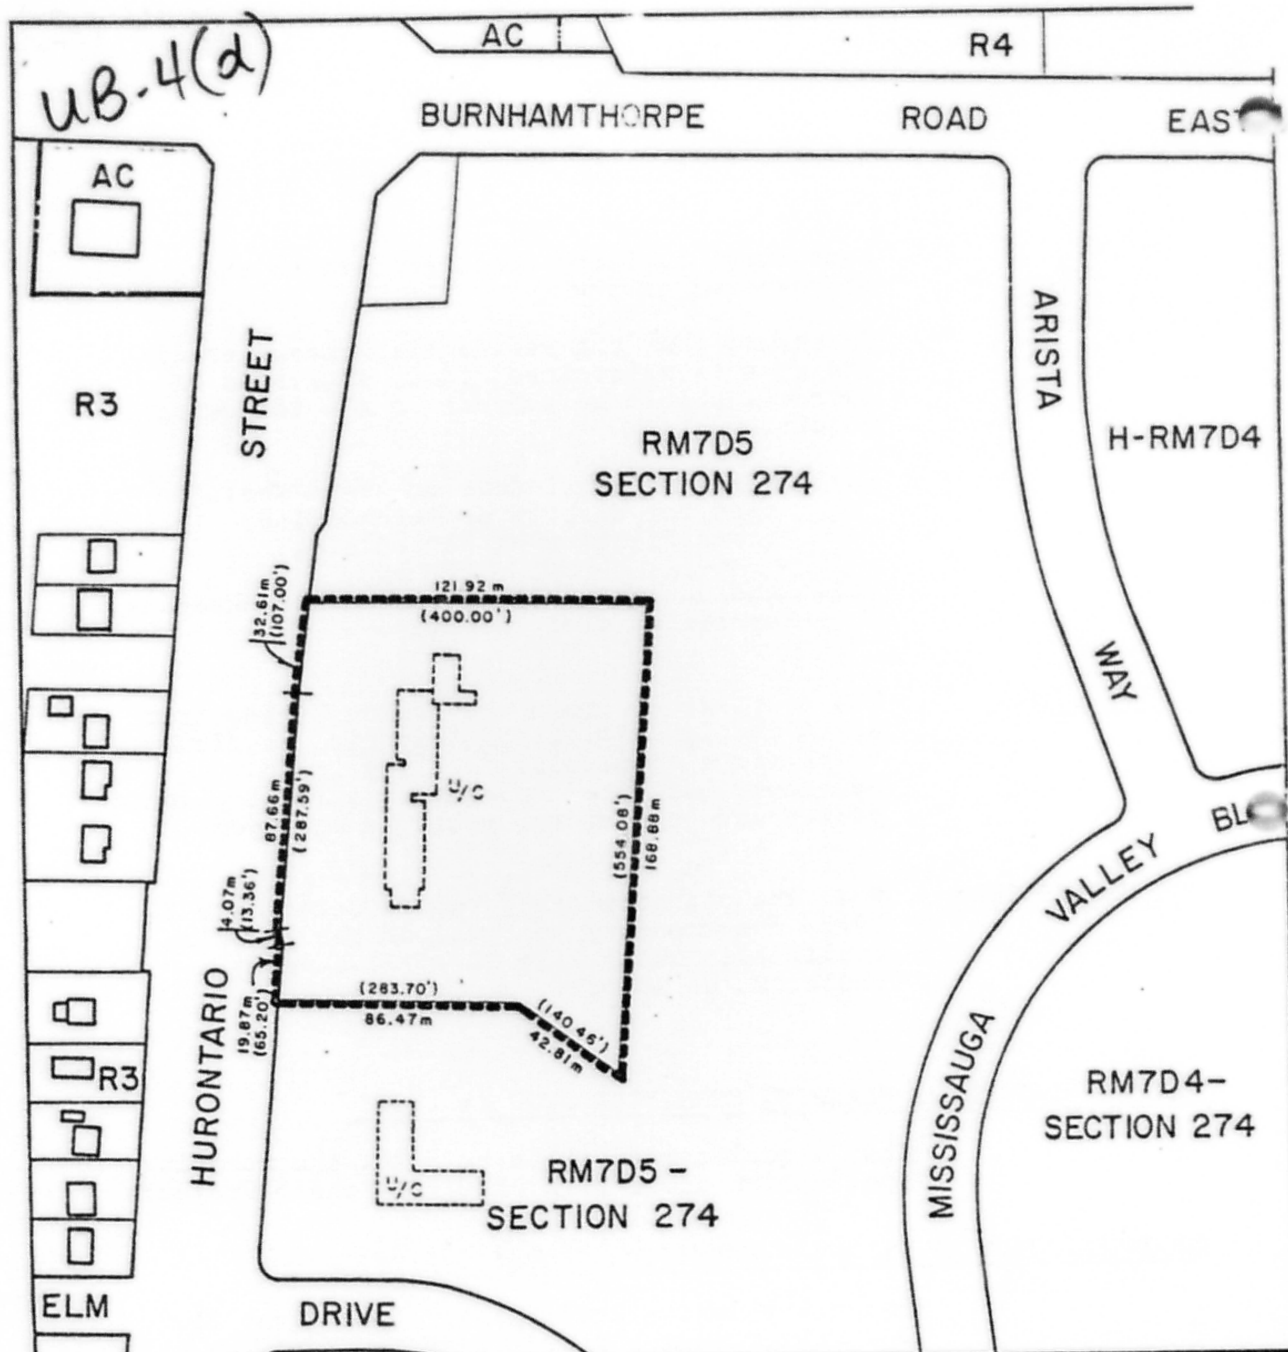 UB-4(d)
AC
R4
BURNHAMTHORPE ROAD EAST
AC
R3
STREET
ARISTA
WAY
H-RM7D4
RM7D5
SECTION 274
121.92 m
(400.00')
32.61m
(107.00')
U/C
87.66m
(287.59')
(554.08')
168.88m
4.07m
(13.36')
19.87m
(65.20')
(283.70')
86.47m
(140.46')
42.81m
HURONTARIO
R3
MISSISSAUGA
VALLEY
RM7D4-
SECTION 274
U/C
RM7D5-
SECTION 274
ELM DRIVE